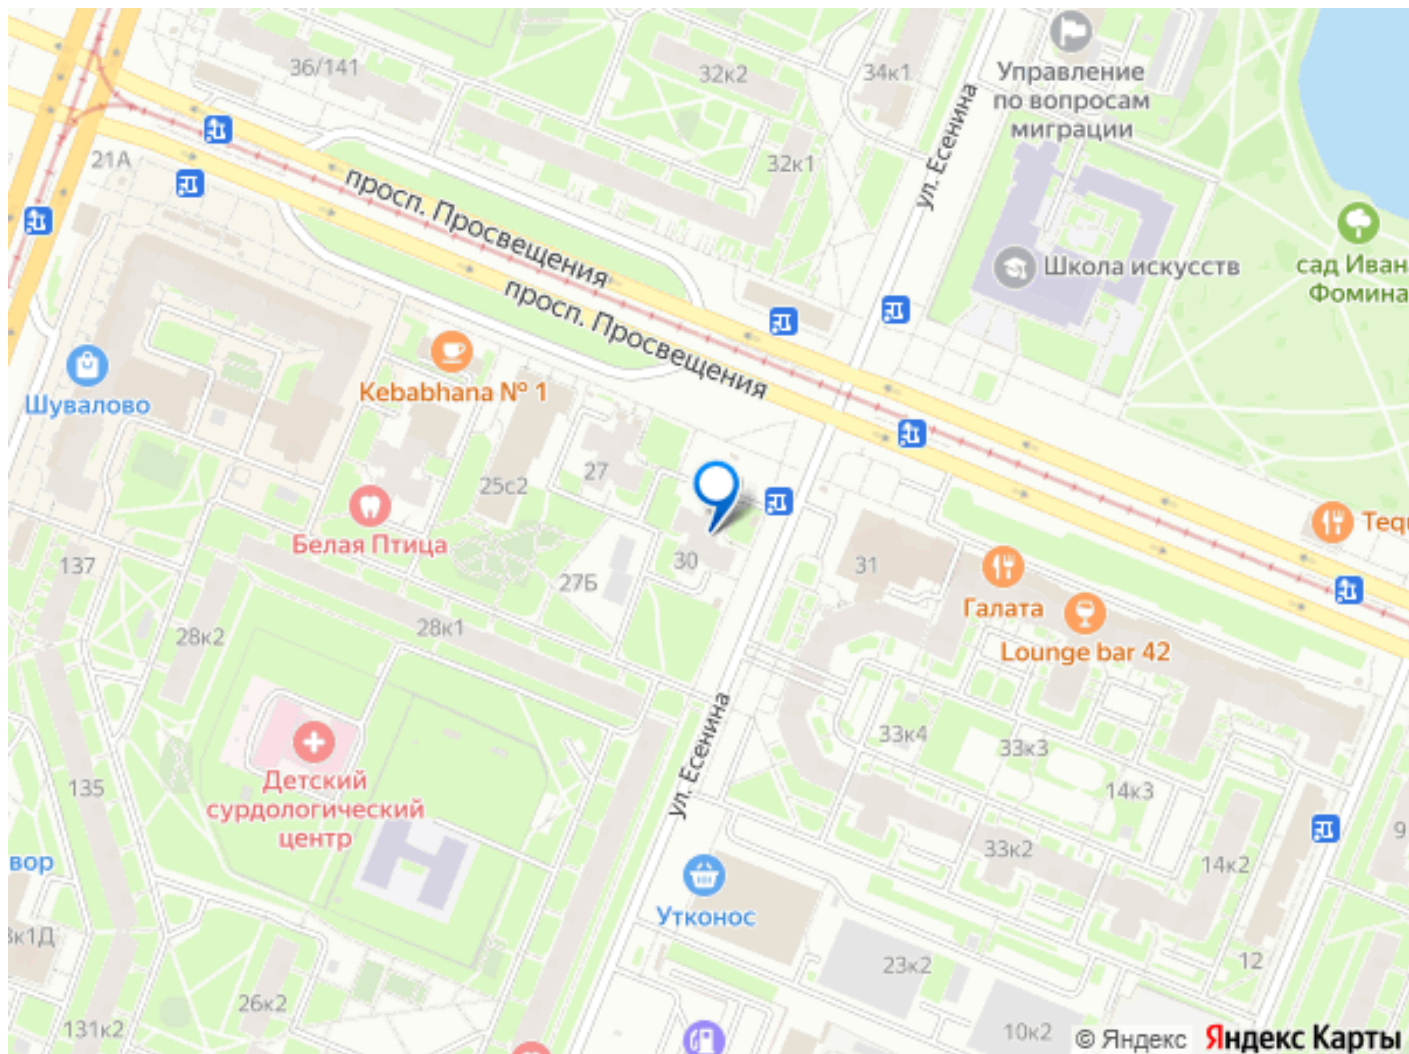 36/141
32к2
34к1
Управление
по вопросам
миграции
21А
32к1
ул. Есенина
просп. Просвещения
просп. Просвещения
Школа искусств
сад Иван
Фомина
Шувалово
Kebabhana № 1
27
25с2
Белая Птица
Tequ
137
30
27Б
31
Галата
28к2
28к1
Lounge bar 42
ул. Есенина
33к4
33к3
135
Детский
сурдологический
центр
14к3
9
33к2
14к2
вор
Утконос
3к1Д
23к2
12
26к2
131к2
10к2
© Яндекс
Яндекс Карты